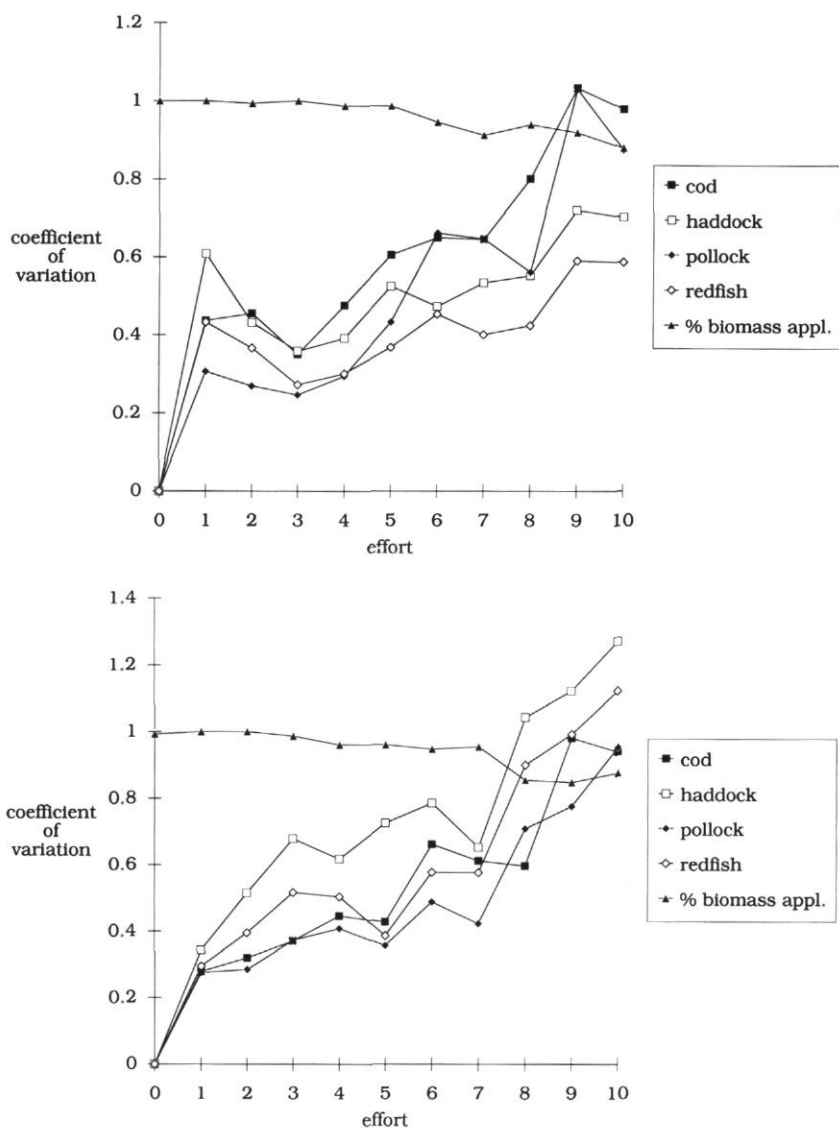 1.2
1
0.8
0.6
0.4
0.2
0
coefficient
of
variation
0 1 2 3 4 5 6 7 8 9 10
effort
cod
haddock
pollock
redfish
% biomass appl.
1.4
1.2
1
0.8
0.6
0.4
0.2
0
coefficient
of
variation
0 1 2 3 4 5 6 7 8 9 10
effort
cod
haddock
pollock
redfish
% biomass appl.